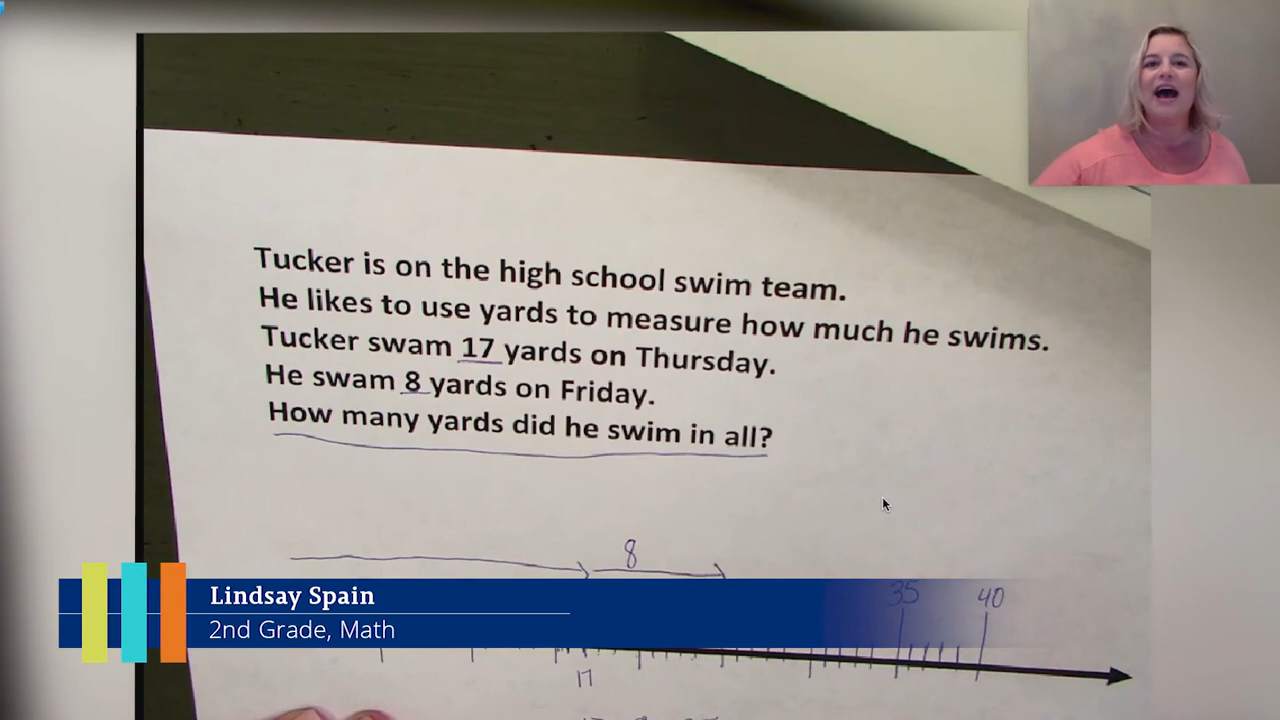 Tucker is on the high school swim team.
He likes to use yards to measure how much he swims.
Tucker swam 17 yards on Thursday.
He swam 8 yards on Friday.
How many yards did he swim in all?
8
35 40
17
Lindsay Spain
2nd Grade, Math